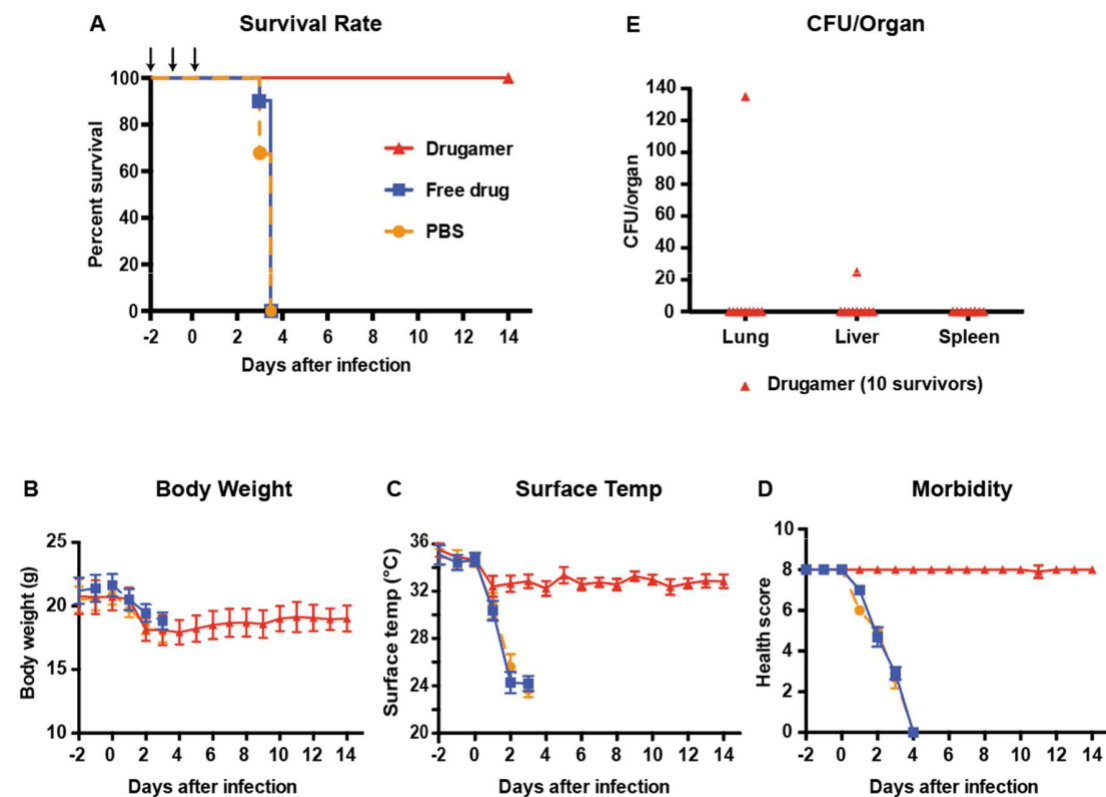 A Survival Rate
Percent survival
100
80
60
40
20
0
-2 0 2 4 6 8 10 12 14
Days after infection
Drugamer
Free drug
PBS
E CFU/Organ
CFU/organ
140
120
100
80
60
40
20
0
Lung Liver Spleen
Drugamer (10 survivors)
B Body Weight
Body weight (g)
25
20
15
10
-2 0 2 4 6 8 10 12 14
Days after infection
C Surface Temp
Surface temp (°C)
36
32
28
24
20
-2 0 2 4 6 8 10 12 14
Days after infection
D Morbidity
Health score
10
8
6
4
2
0
-2 0 2 4 6 8 10 12 14
Days after infection